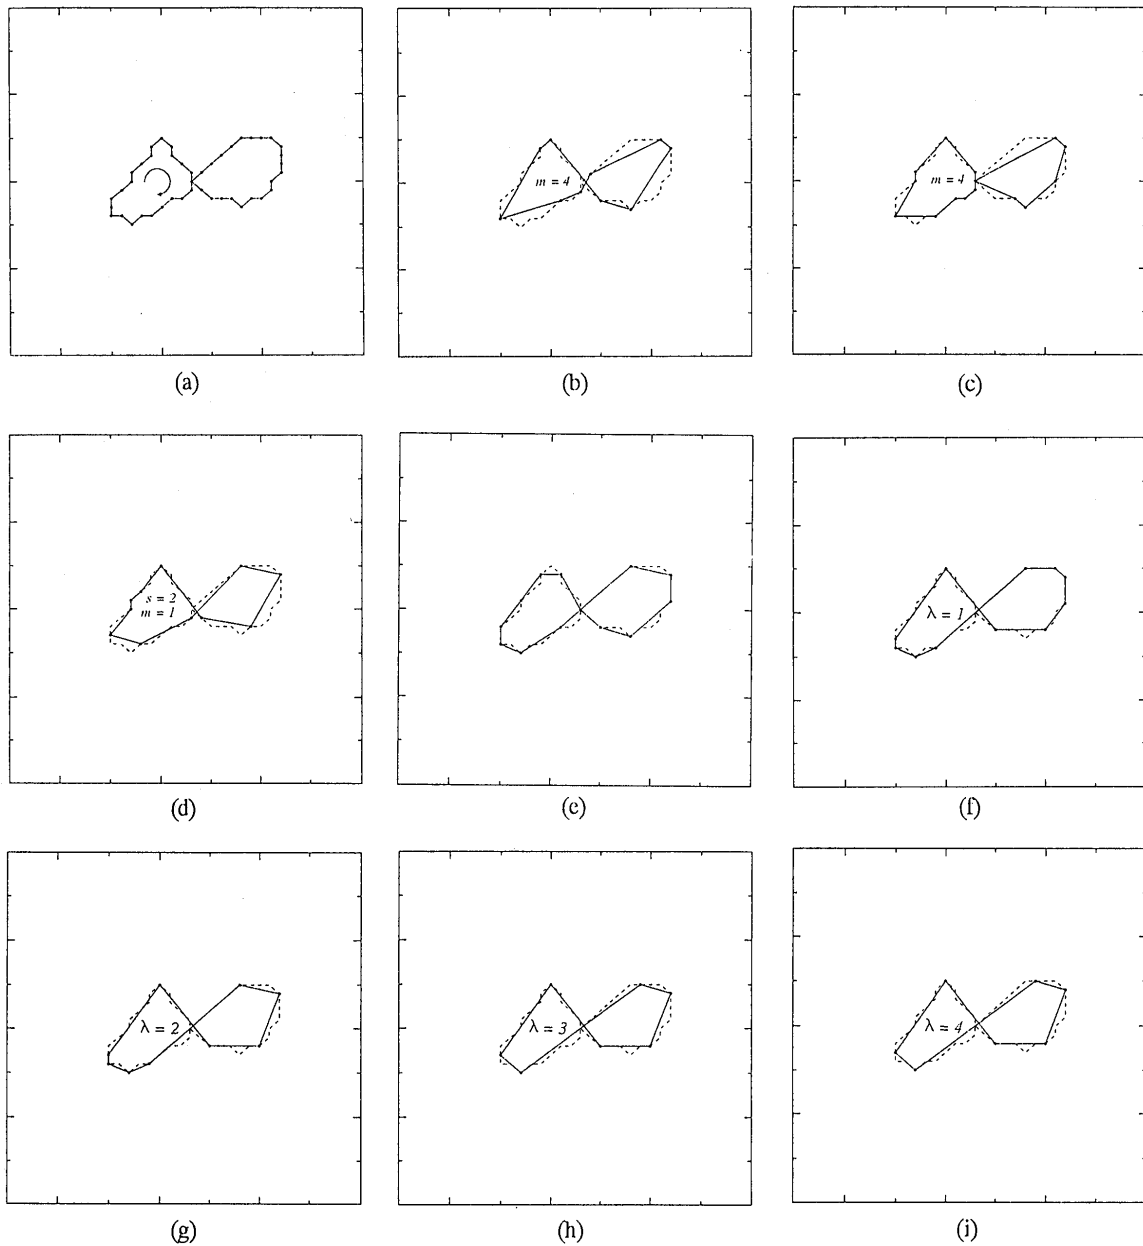 (a)
m = 4
(b)
m = 4
(c)
s = 2
m = 1
(d)
(e)
λ = 1
(f)
λ = 2
(g)
λ = 3
(h)
λ = 4
(i)